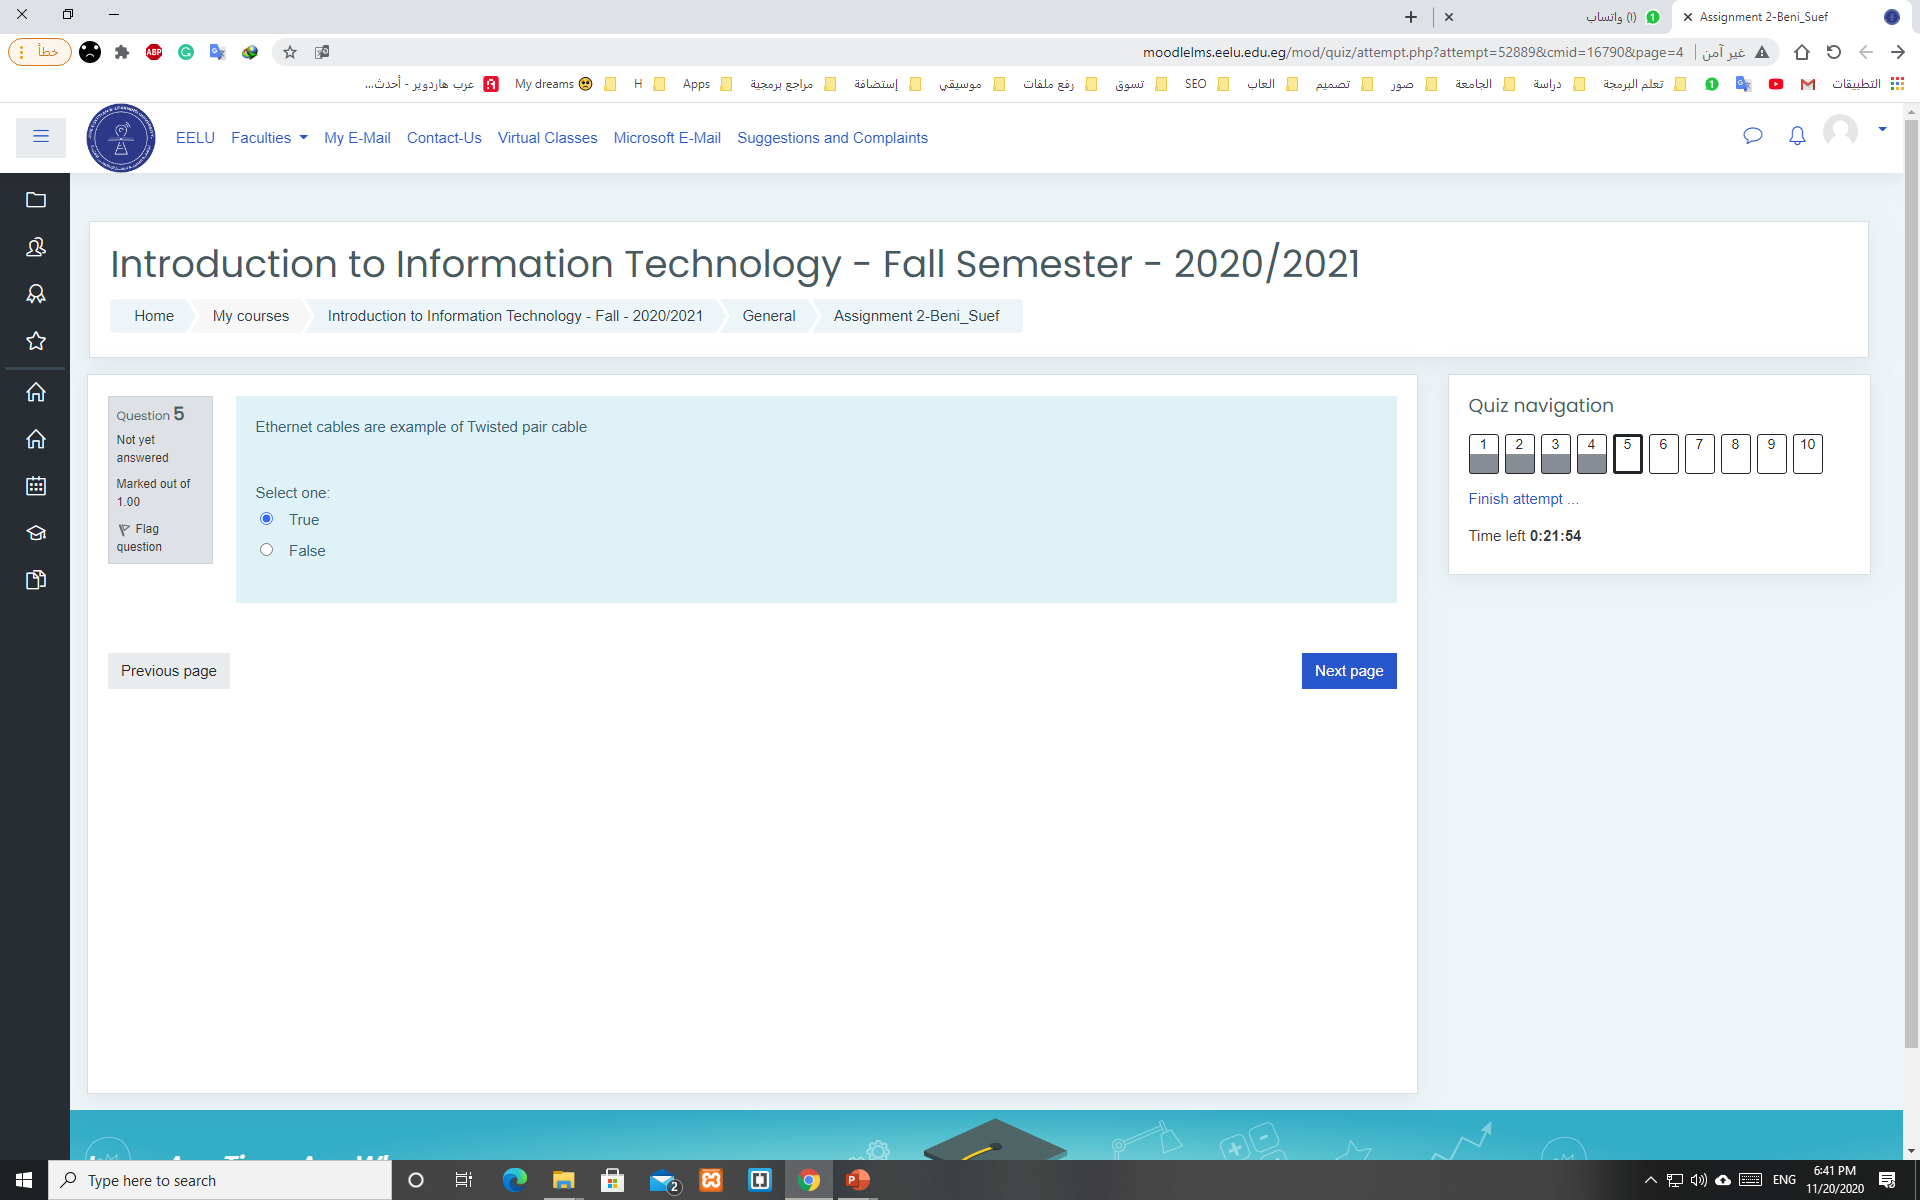 Assignment 2-Beni_Suef
(١) واتساب
خطأ
moodlelms.eelu.edu.eg/mod/quiz/attempt.php?attempt=52889&cmid=16790&page=4
غير آمن
التطبيقات
تعلم البرمجة
دراسة
الجامعة
صور
تصميم
العاب
SEO
تسوق
رفع ملفات
موسيقي
إستضافة
مراجع برمجية
Apps
H
My dreams
عرب هاردوير - أحدث...
EELU Faculties My E-Mail Contact-Us Virtual Classes Microsoft E-Mail Suggestions and Complaints
Introduction to Information Technology - Fall Semester - 2020/2021
Home My courses Introduction to Information Technology - Fall - 2020/2021 General Assignment 2-Beni_Suef
Question 5
Not yet
answered
Marked out of
1.00
Flag
question
Ethernet cables are example of Twisted pair cable
Select one:
True
False
Previous page
Next page
Quiz navigation
1 2 3 4 5 6 7 8 9 10
Finish attempt ...
Time left 0:21:54
Type here to search
2
ENG
6:41 PM
11/20/2020